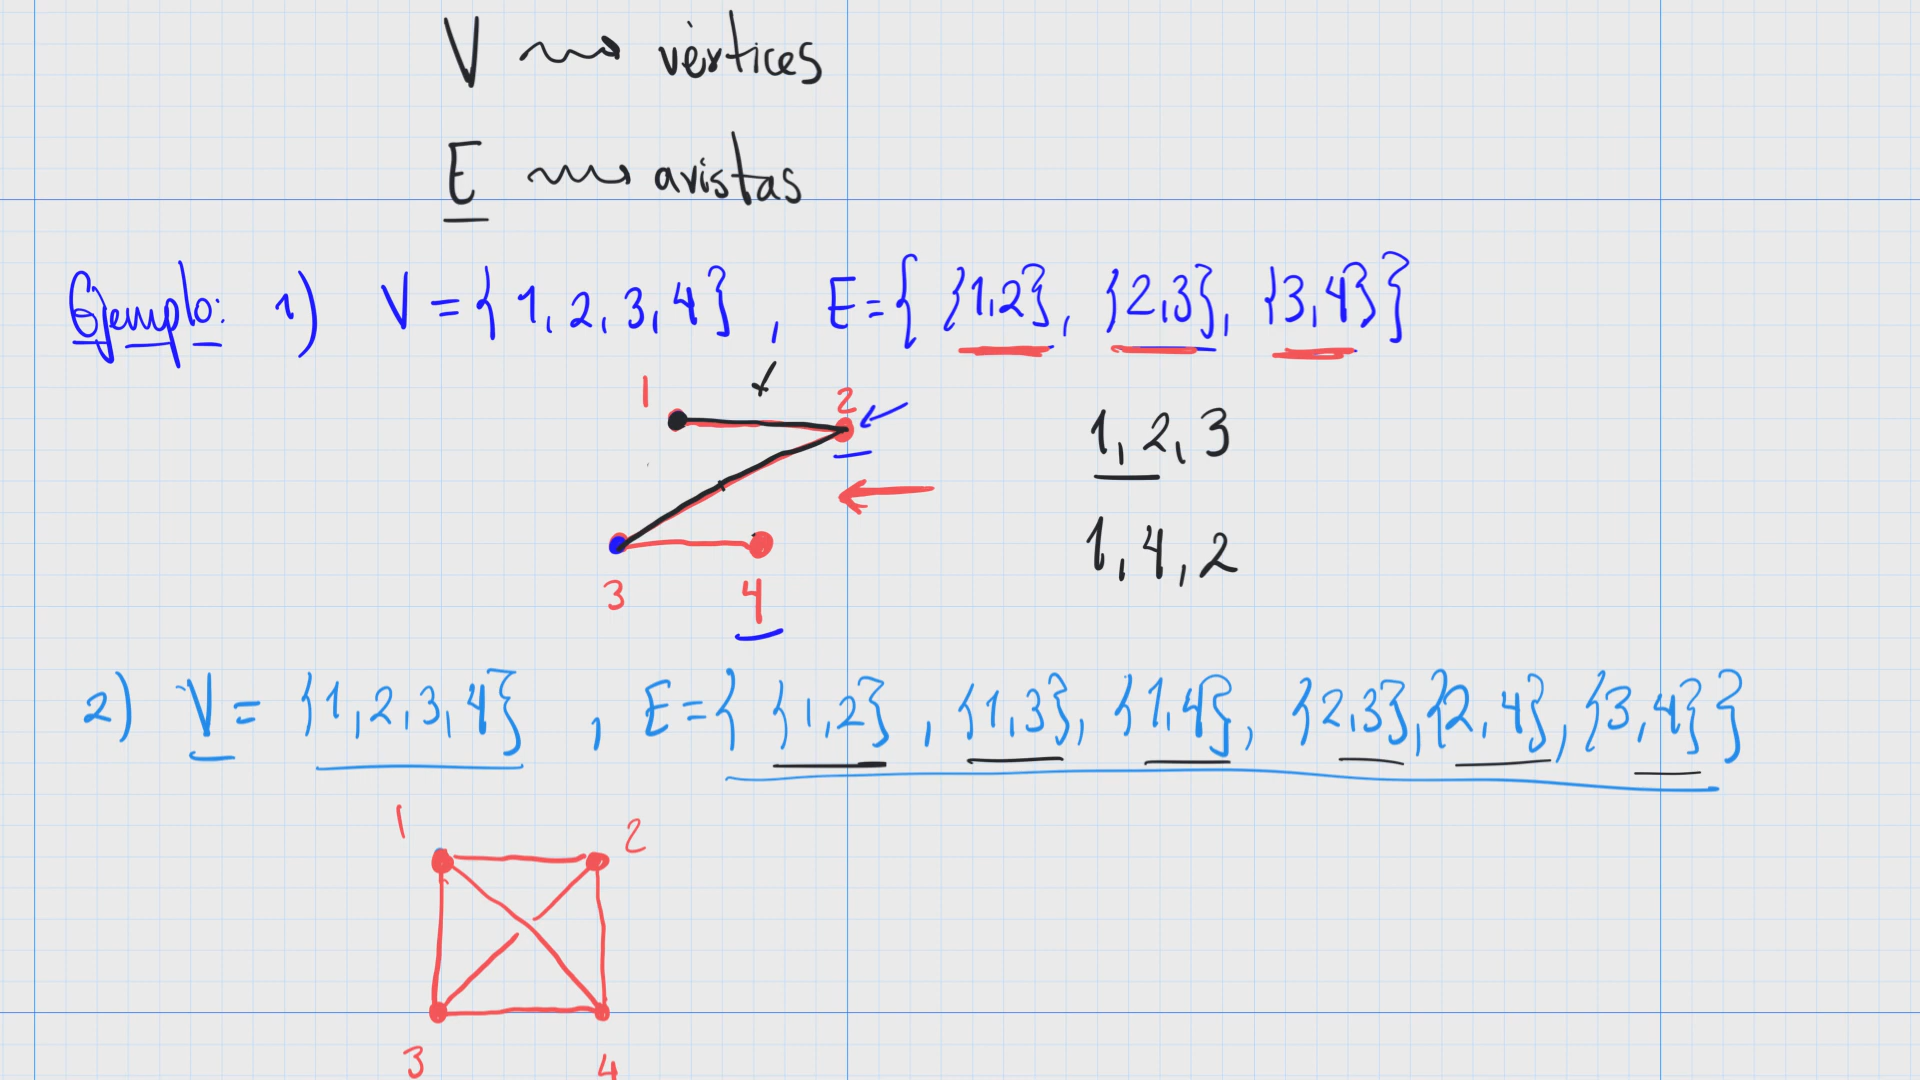 V ⇝ vértices
E ⇝ aristas
Ejemplo: 1) V = { 1, 2, 3, 4 } , E = { {1,2}, {2,3}, {3,4} }
1 2
1, 2, 3
3 4
1, 4, 2
2) V = {1,2,3,4} , E = { {1,2} , {1,3}, {1,4}, {2,3}, {2,4}, {3,4} }
1 2
3 4